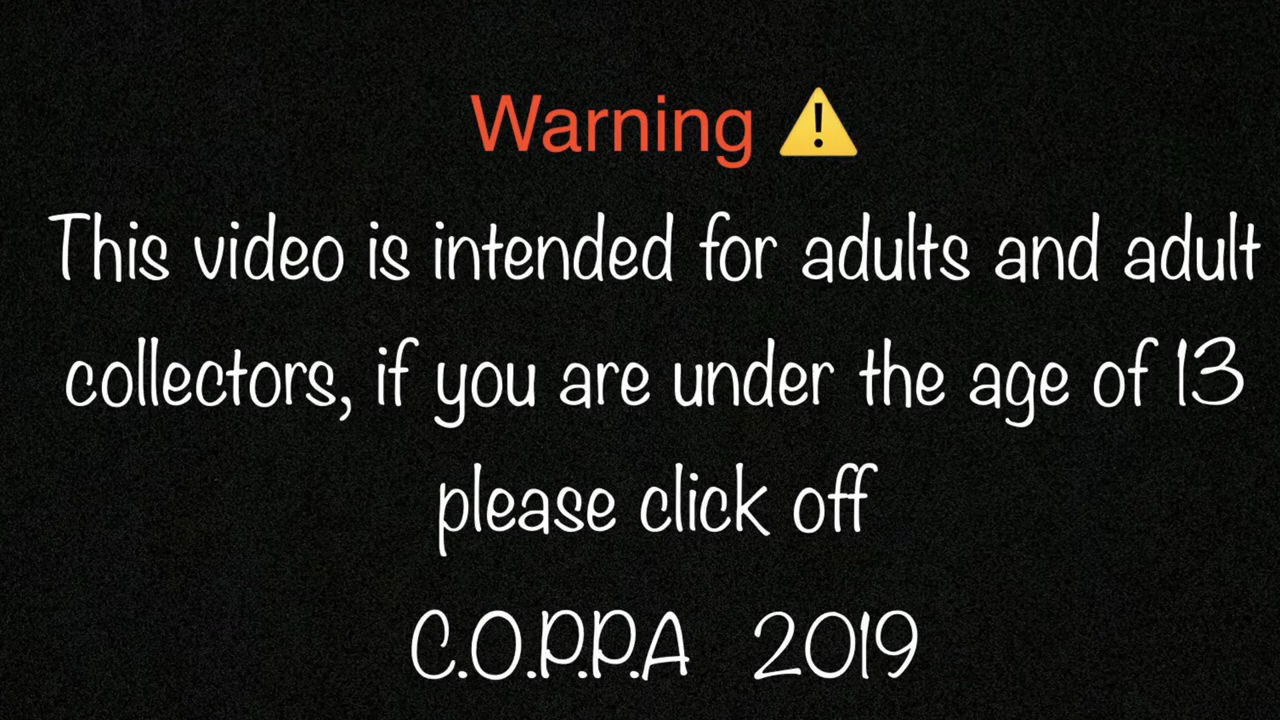 Warning ⚠️
This video is intended for adults and adult
collectors, if you are under the age of 13
please click off
C.O.P.P.A 2019